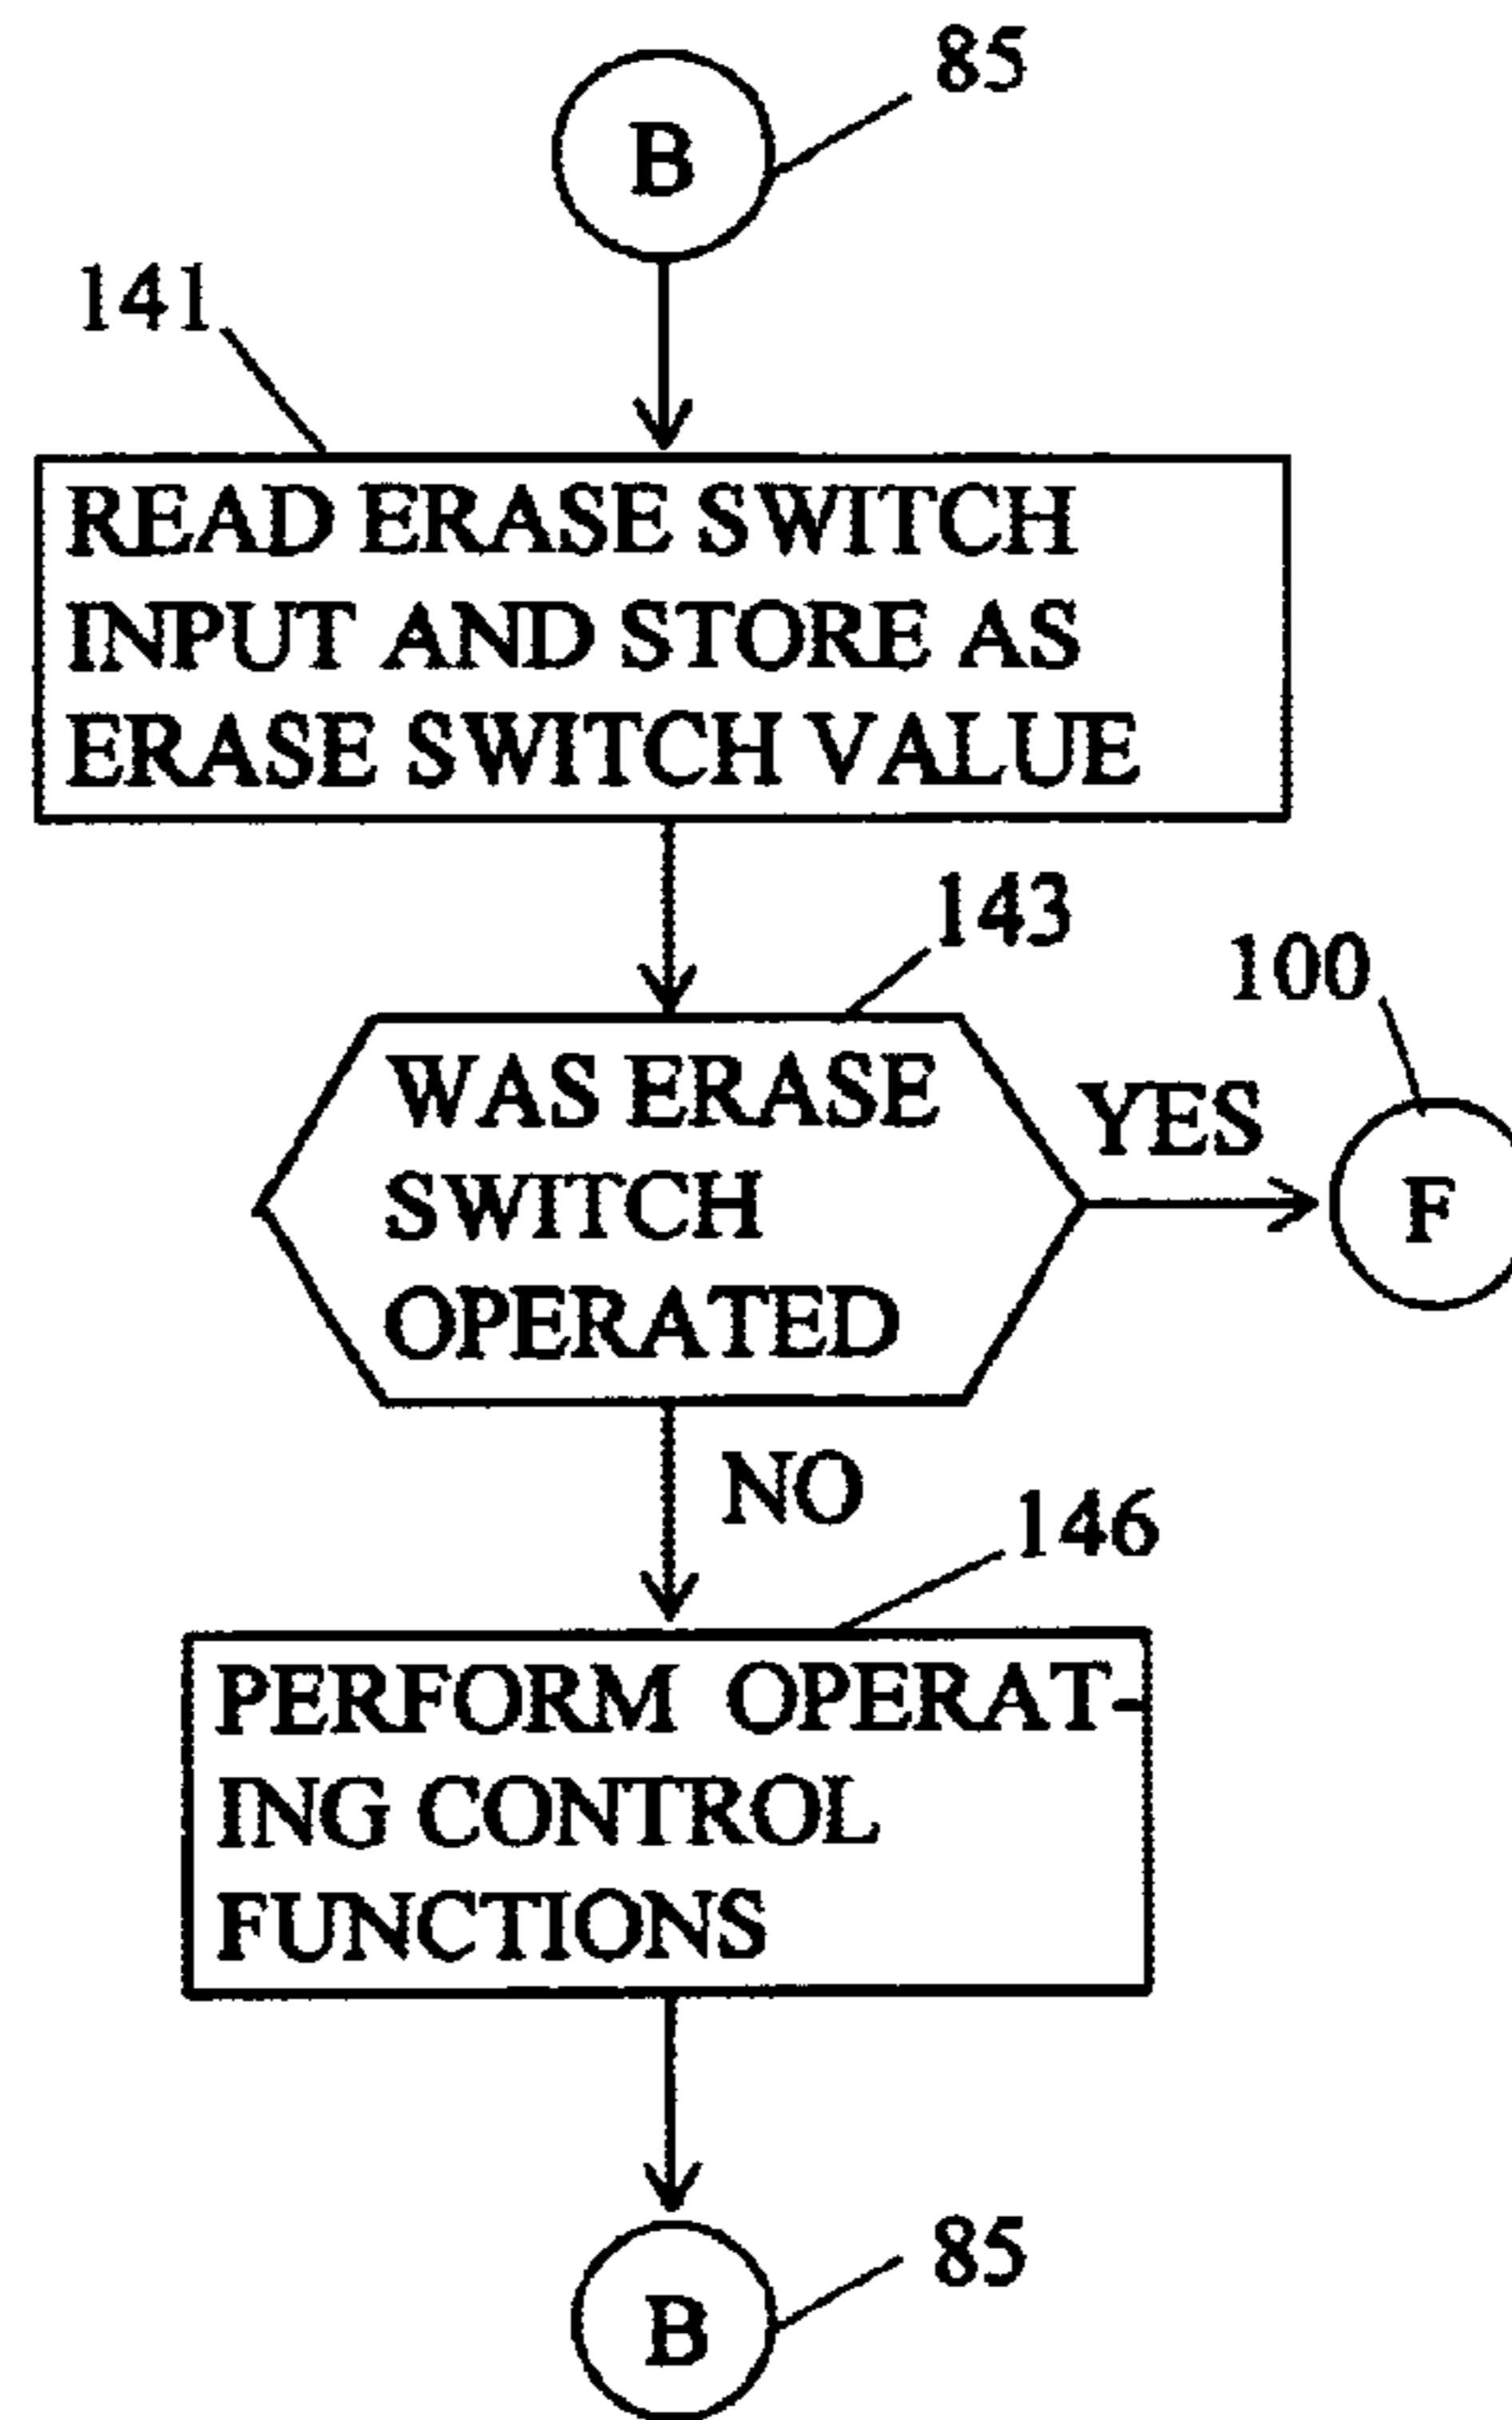 85
B
141
READ ERASE SWITCH
INPUT AND STORE AS
ERASE SWITCH VALUE
143
100
WAS ERASE
SWITCH
OPERATED
YES
F
NO
146
PERFORM OPERAT-
ING CONTROL
FUNCTIONS
85
B